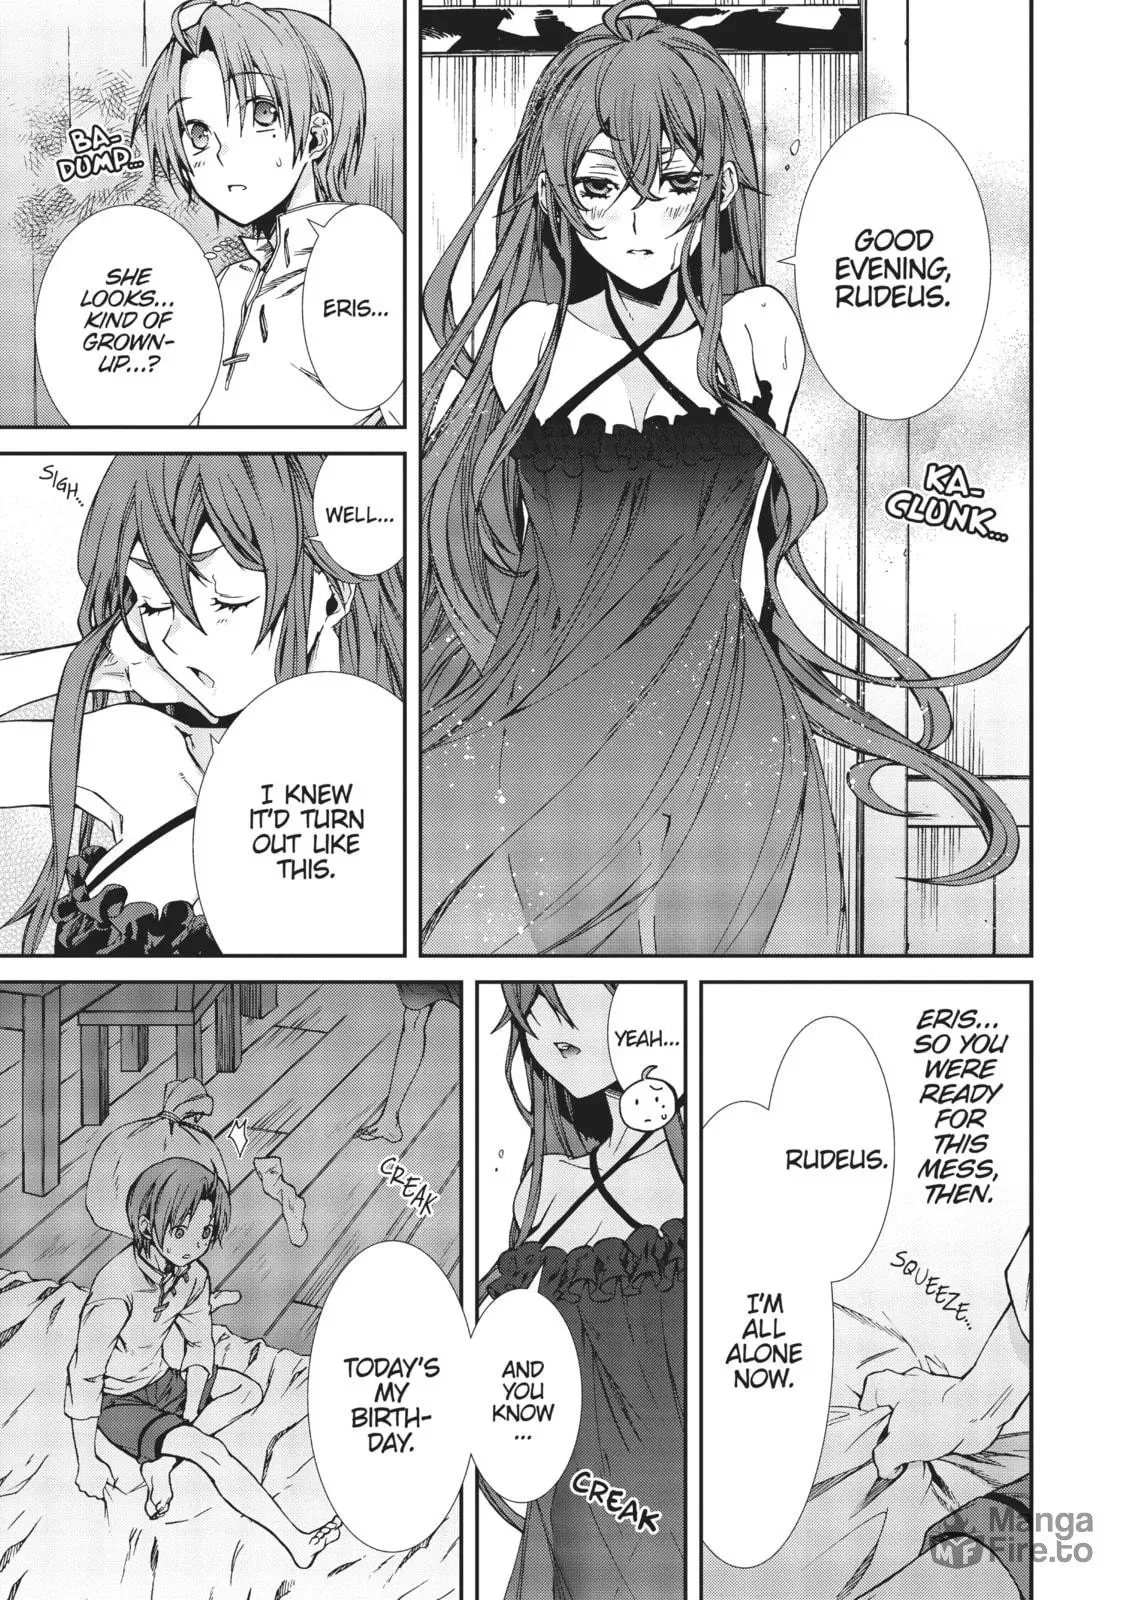 GOOD
EVENING,
RUDEUS.
KA-
CLUNK...
BA-
DUMP...
ERIS...
SHE
LOOKS...
KIND OF
GROWN-
UP...?
SIGH...
WELL...
I KNEW
IT'D TURN
OUT LIKE
THIS.
ERIS...
SO YOU
WERE
READY
FOR
THIS
MESS,
THEN.
SQUEEZE...
RUDEUS.
I'M
ALL
ALONE
NOW.
YEAH...
AND
YOU
KNOW
...
CREAK
TODAY'S
MY
BIRTH-
DAY.
CREAK
MF
Manga
Fire.to